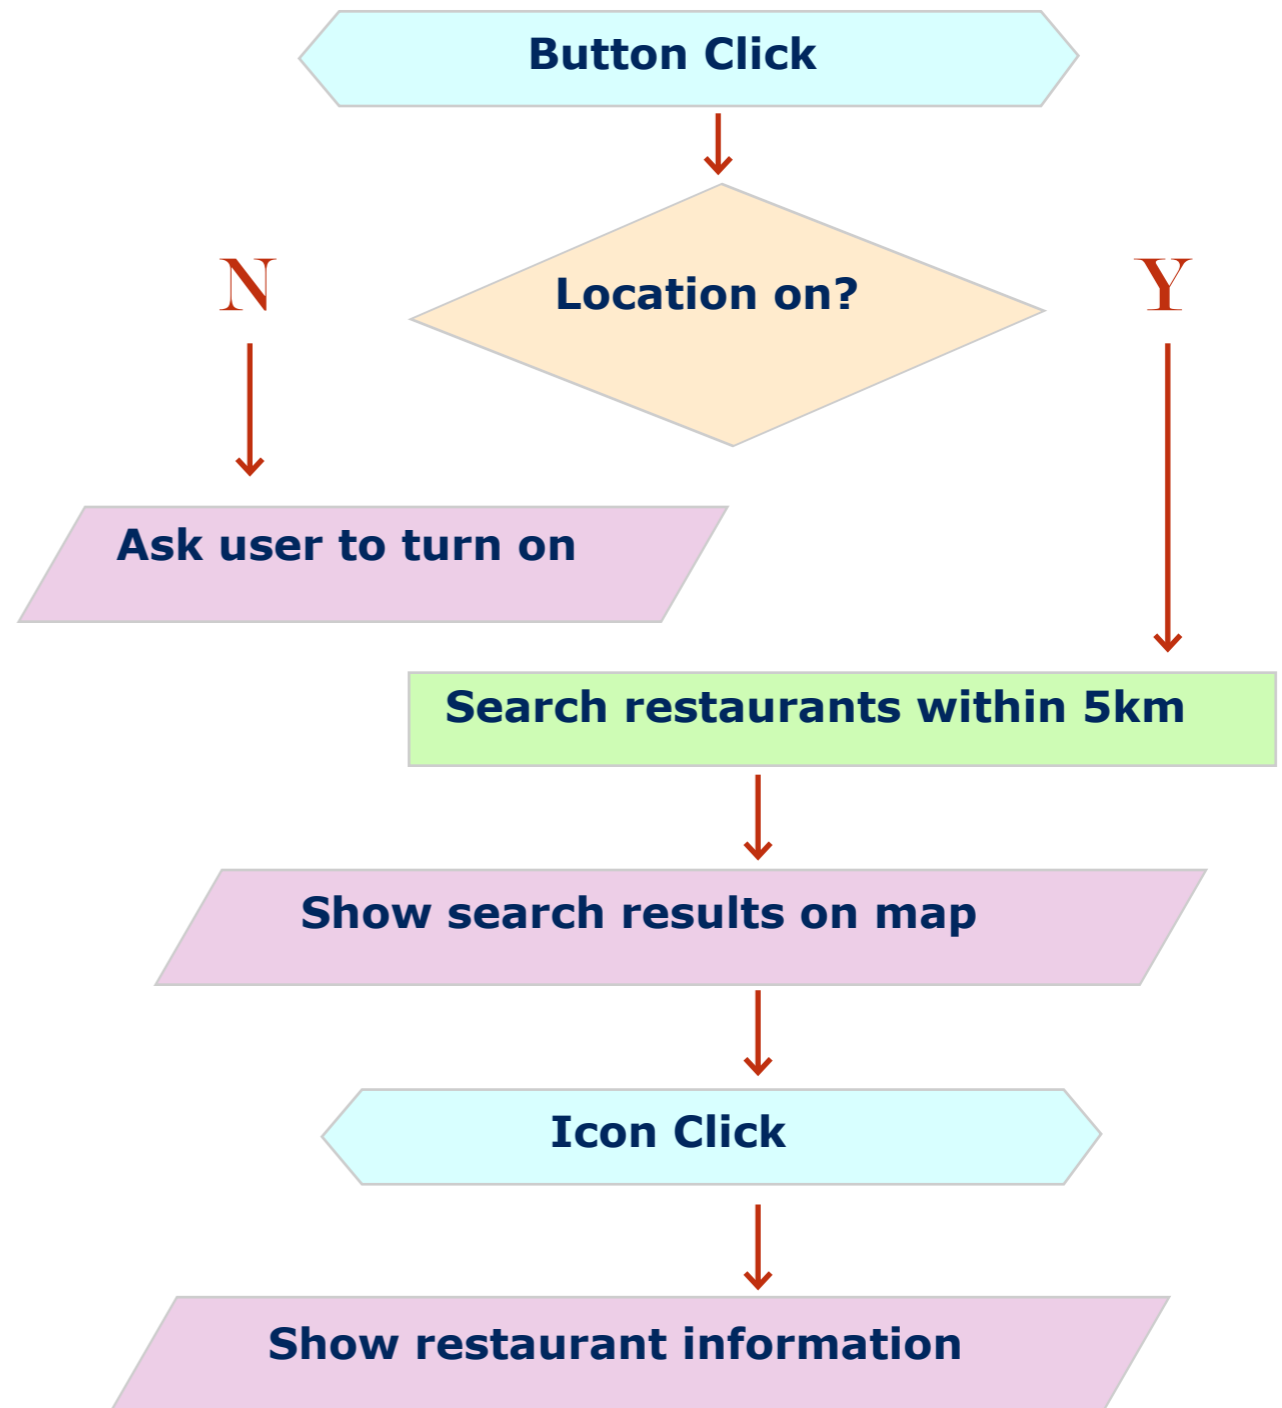 Button Click
Location on?
N
Y
Ask user to turn on
Search restaurants within 5km
Show search results on map
Icon Click
Show restaurant information